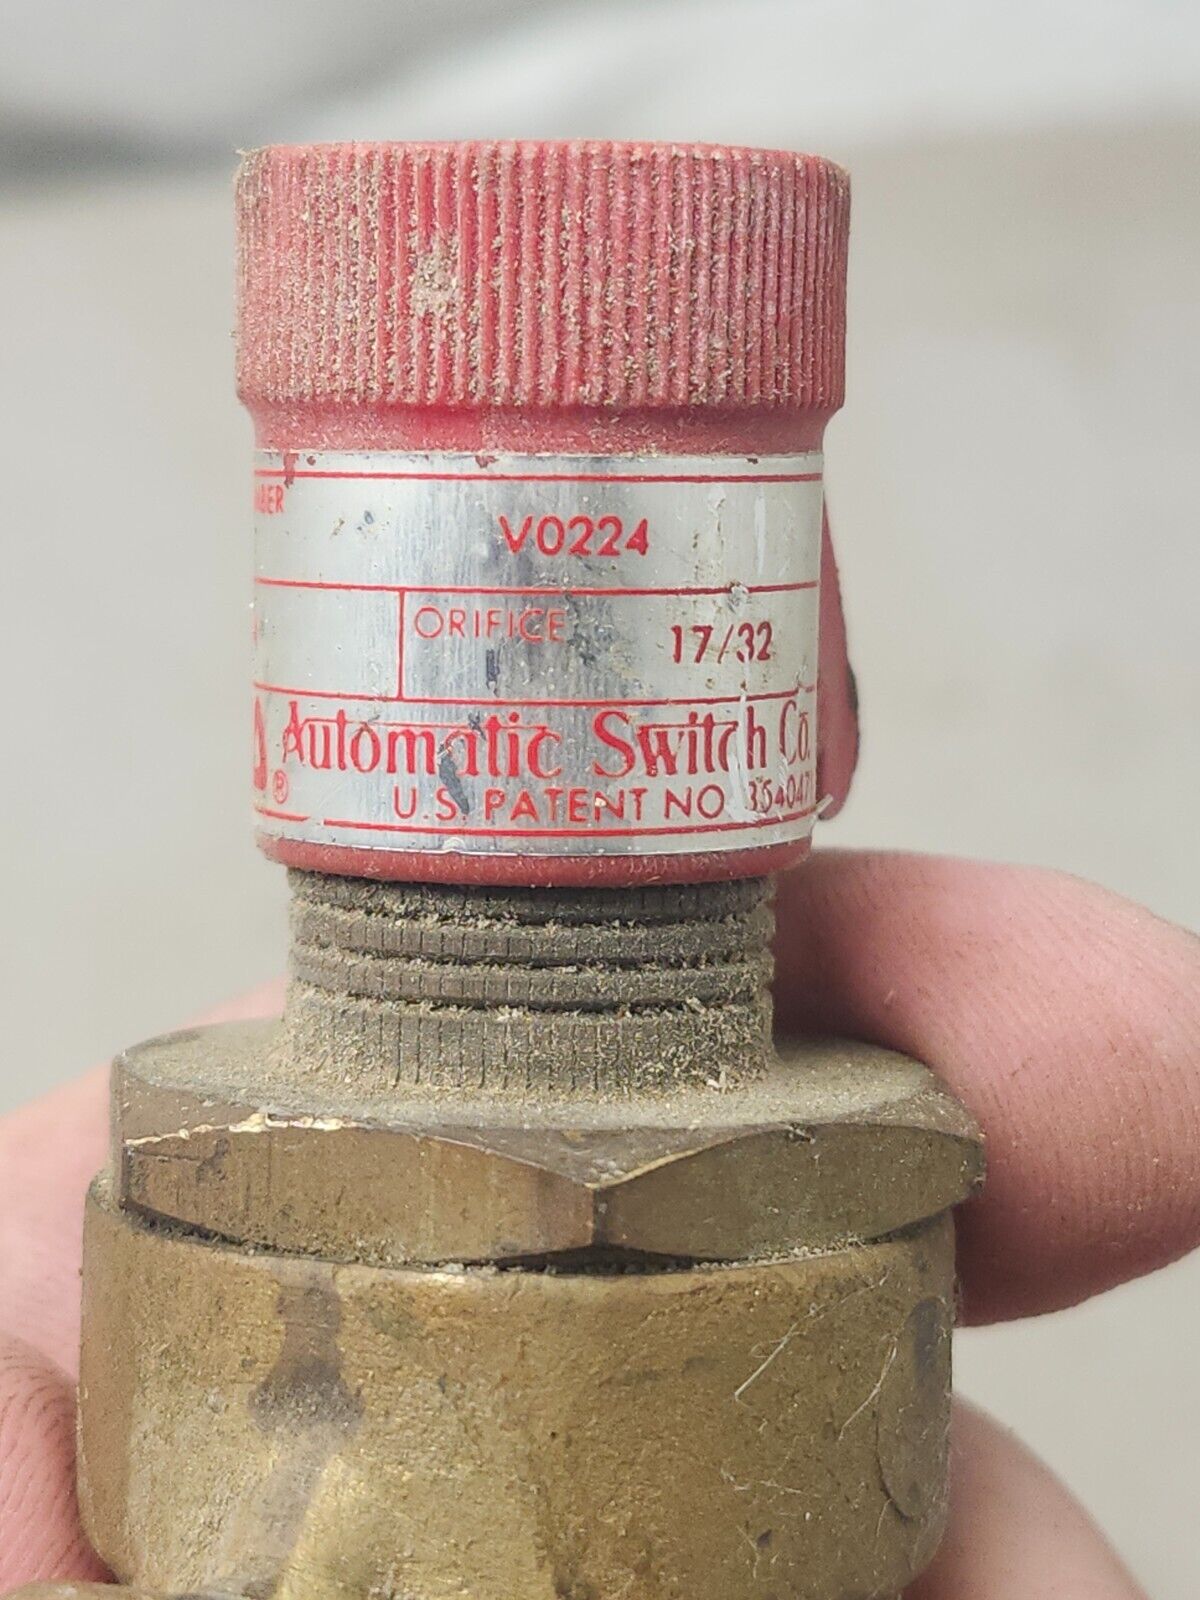 V0224
ORIFICE 17/32
® Automatic Switch Co.
U.S. PATENT NO.